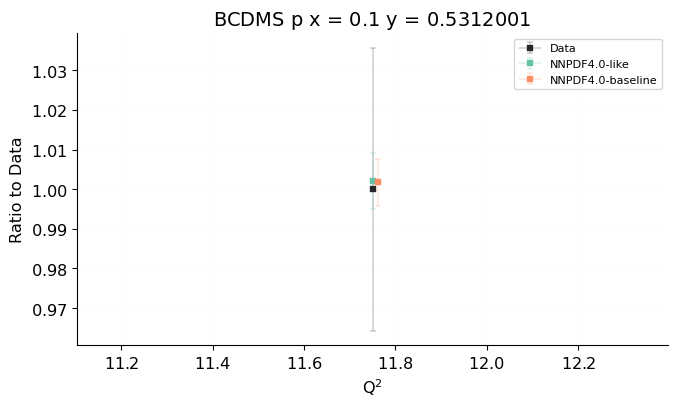 BCDMS p x = 0.1 y = 0.5312001
Data
NNPDF4.0-like
NNPDF4.0-baseline
Ratio to Data
1.03
1.02
1.01
1.00
0.99
0.98
0.97
11.2 11.4 11.6 11.8 12.0 12.2
Q²